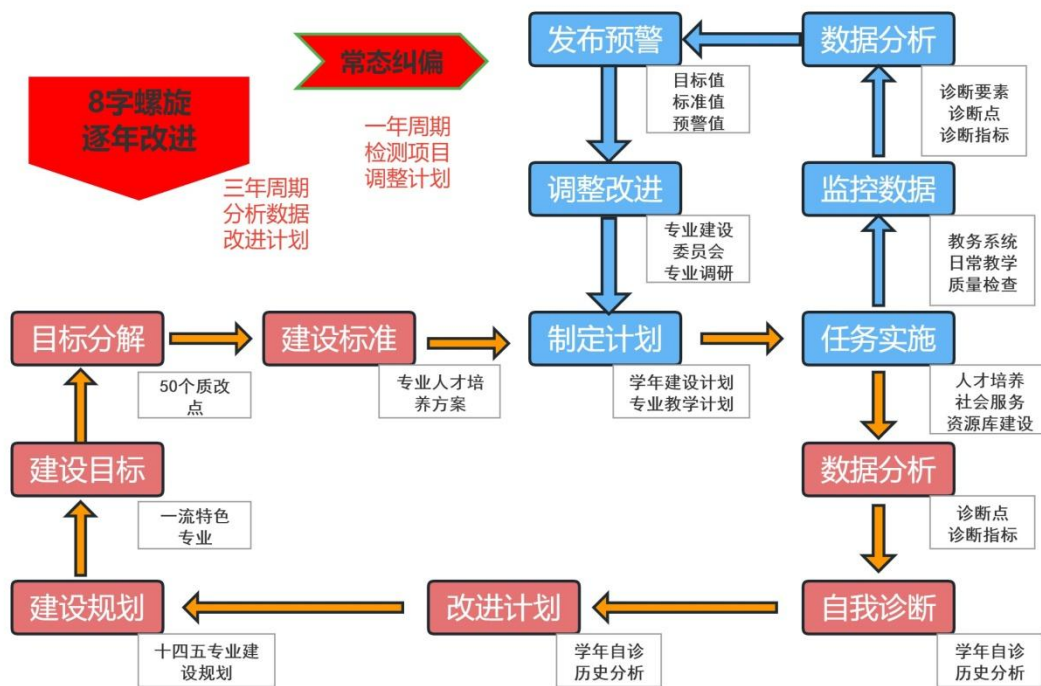 发布预警
数据分析
常态纠偏
目标值
标准值
预警值
诊断要素
诊断点
诊断指标
8字螺旋
逐年改进
一年周期
检测项目
调整计划
三年周期
分析数据
改进计划
调整改进
监控数据
专业建设
委员会
专业调研
教务系统
日常教学
质量检查
目标分解
建设标准
制定计划
任务实施
50个质改
点
专业人才培
养方案
学年建设计划
专业教学计划
人才培养
社会服务
资源库建设
建设目标
数据分析
一流特色
专业
诊断点
诊断指标
建设规划
改进计划
自我诊断
十四五专业建
设规划
学年自诊
历史分析
学年自诊
历史分析